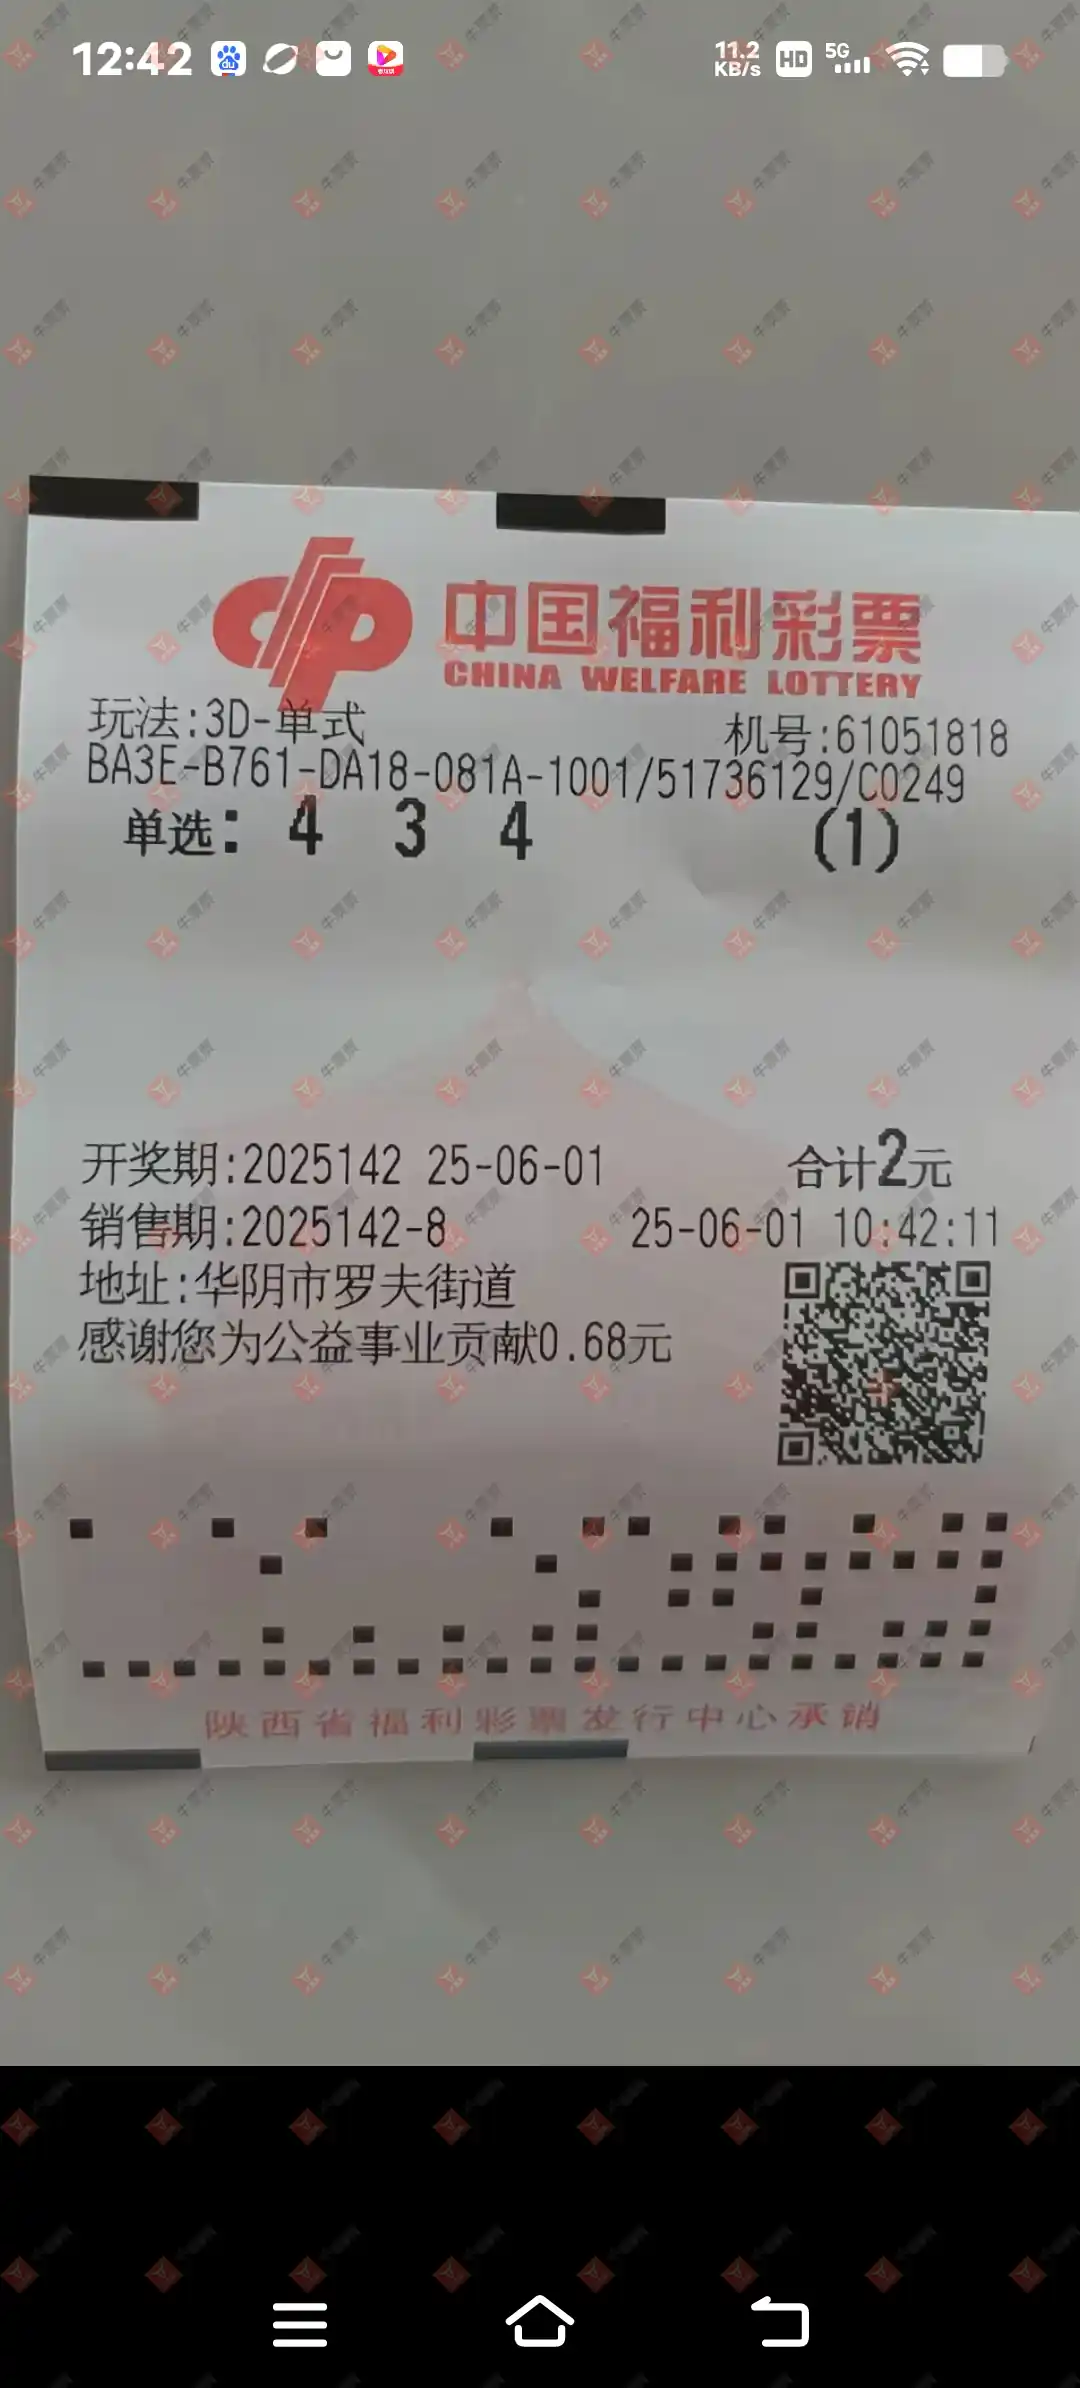 12:42
11.2 KB/s HD 5G
中国福利彩票
CHINA WELFARE LOTTERY
玩法:3D-单式 机号:61051818
BA3E-B761-DA18-081A-1001/51736129/C0249
单选: 4 3 4 (1)
开奖期:2025142 25-06-01 合计2元
销售期:2025142-8 25-06-01 10:42:11
地址:华阴市罗夫街道
感谢您为公益事业贡献0.68元
陕西省福利彩票发行中心承销